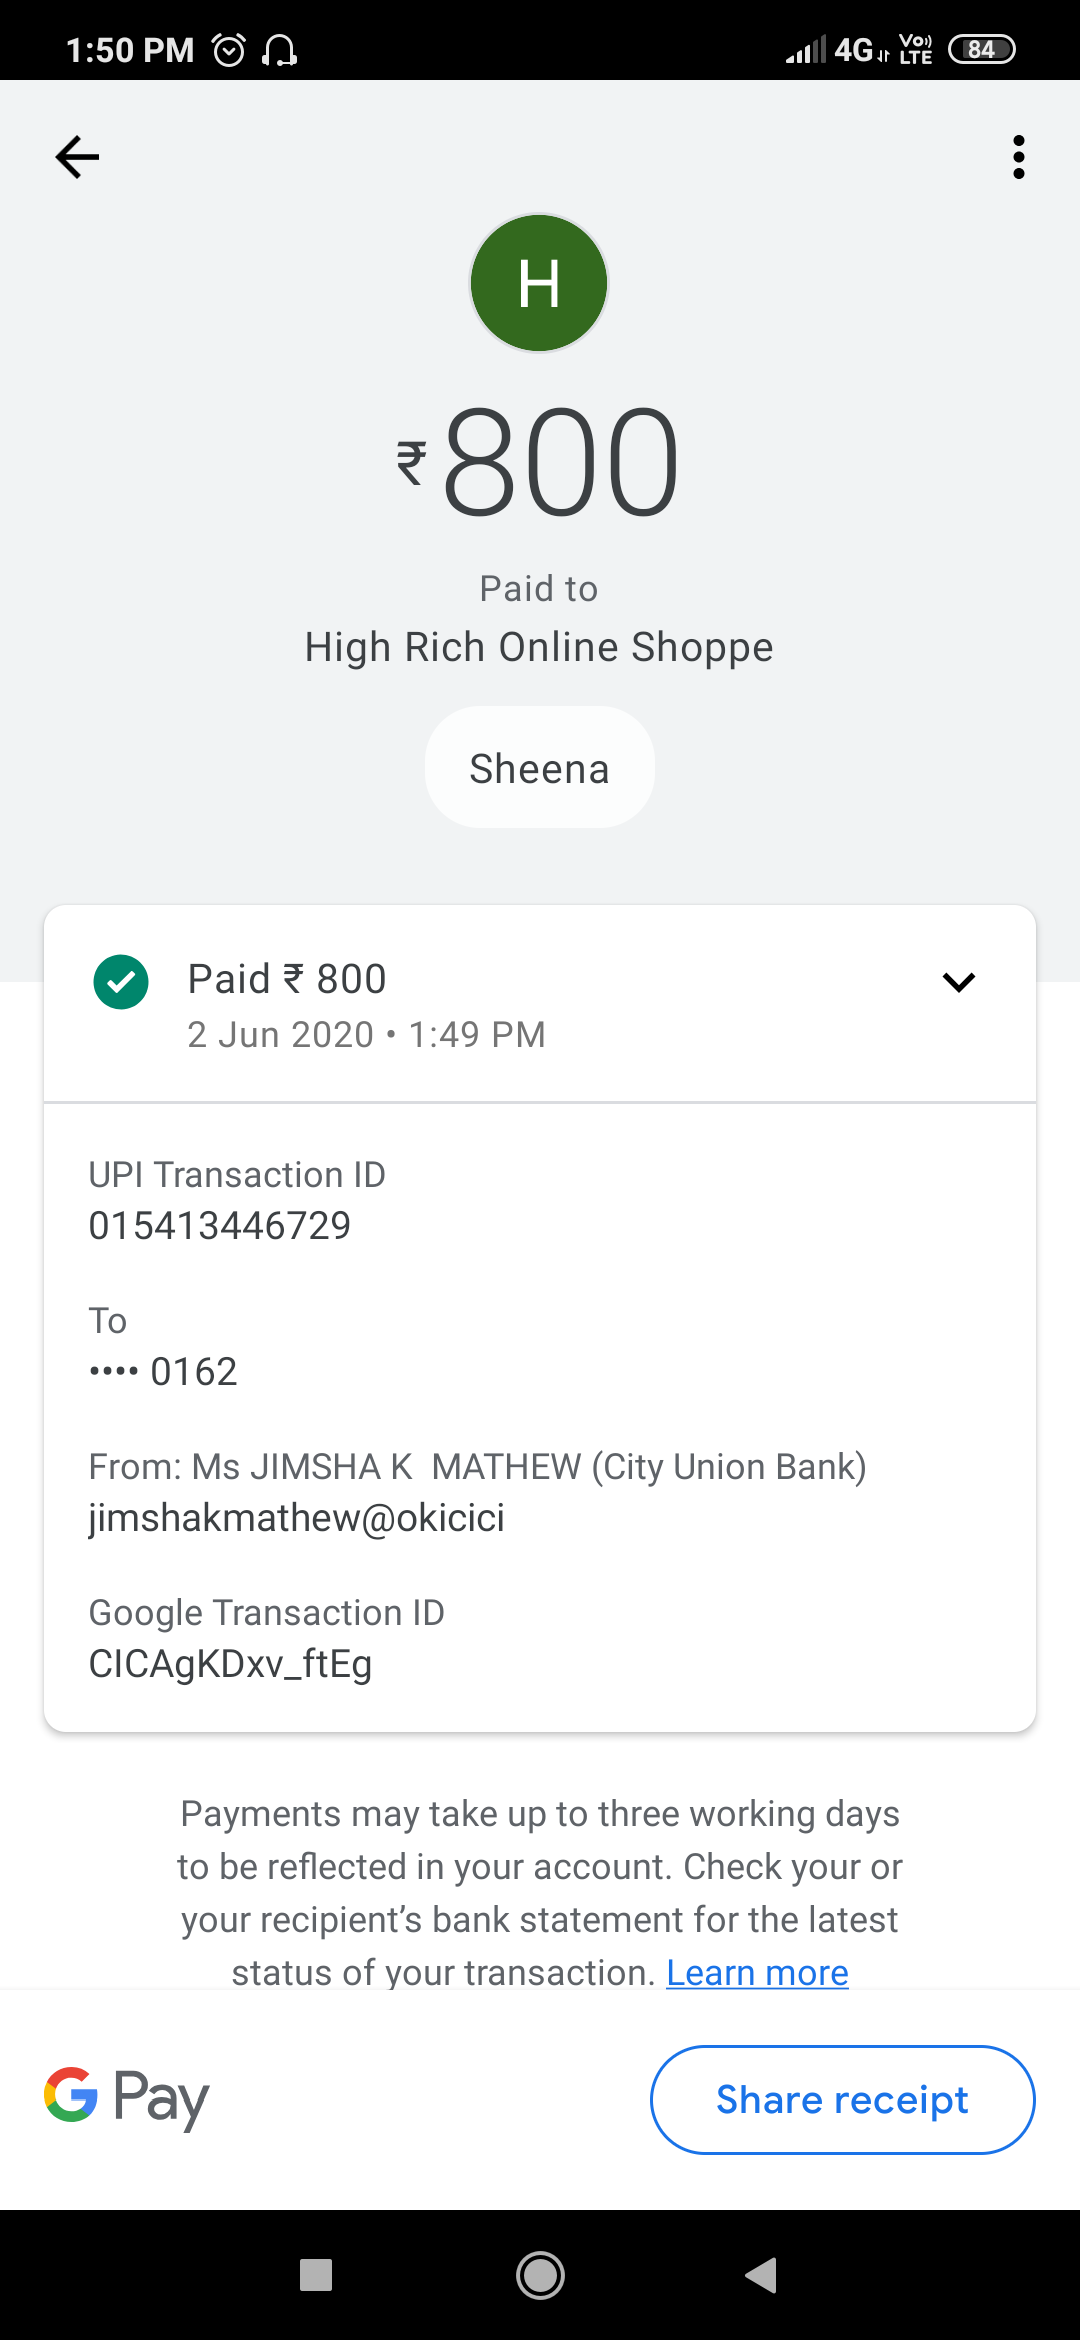 1:50 PM 4G VoLTE 84
H
₹800
Paid to
High Rich Online Shoppe
Sheena
Paid ₹ 800
2 Jun 2020 • 1:49 PM
UPI Transaction ID
015413446729
To
•••• 0162
From: Ms JIMSHA K  MATHEW (City Union Bank)
jimshakmathew@okicici
Google Transaction ID
CICAgKDxv_ftEg
Payments may take up to three working days
to be reflected in your account. Check your or
your recipient’s bank statement for the latest
status of your transaction. Learn more
G Pay
Share receipt